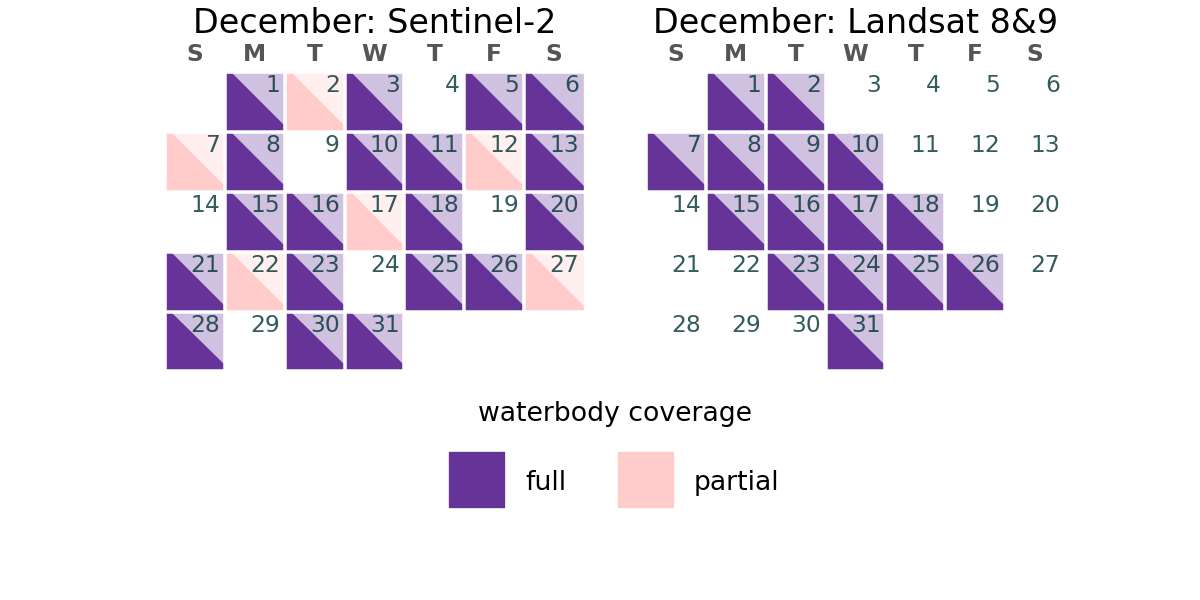 December: Sentinel-2
S M T W T F S
1 2 3 4 5 6
7 8 9 10 11 12 13
14 15 16 17 18 19 20
21 22 23 24 25 26 27
28 29 30 31
December: Landsat 8&9
S M T W T F S
1 2 3 4 5 6
7 8 9 10 11 12 13
14 15 16 17 18 19 20
21 22 23 24 25 26 27
28 29 30 31
waterbody coverage
full partial